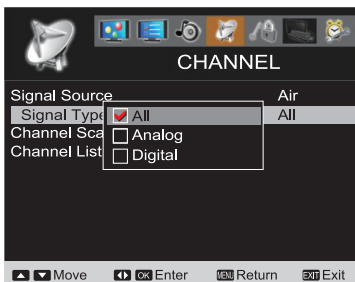 CHANNEL
Signal Source Air
Signal Type All
All
Channel Sca
Analog
Channel List
Digital
Move OK Enter MENU Return EXIT Exit